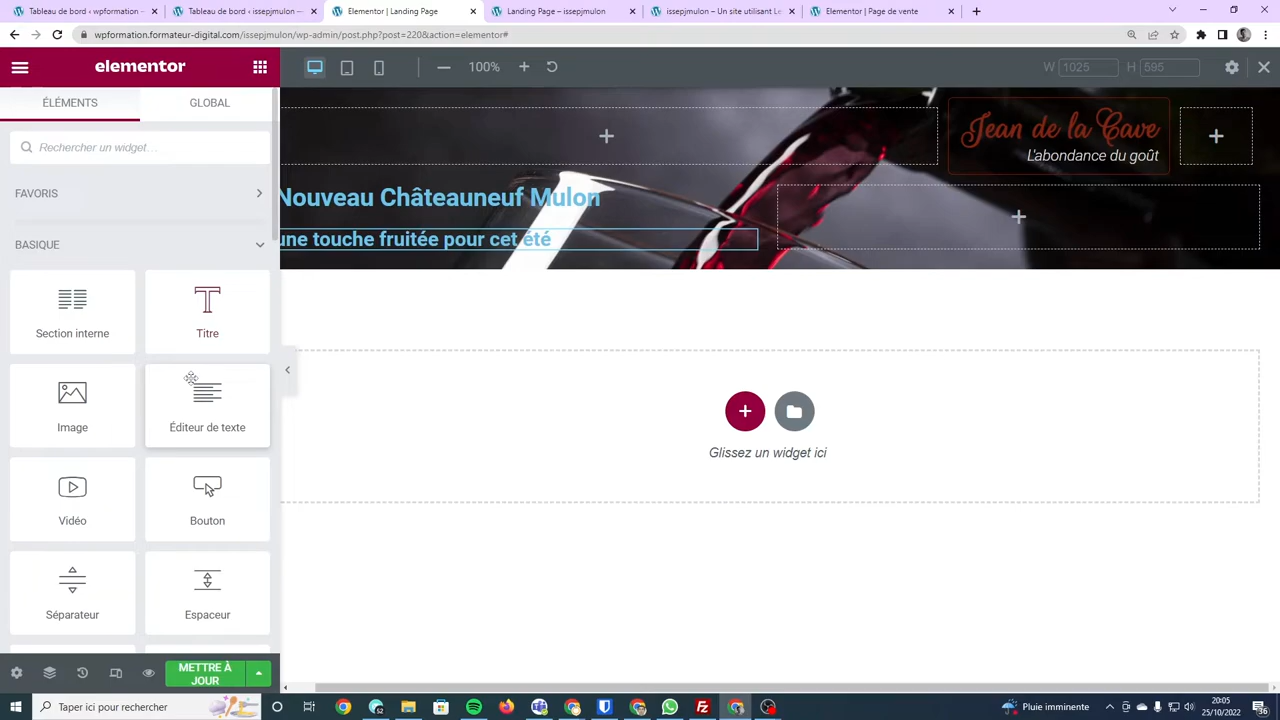 Tableau de bord ‹ issepjmulon
Tableau de bord ‹ issepjmulon
Elementor | Landing Page
Landing Page – issepjmulon
issepjmulon – Un site utilisant Le
Elementor | Page de vente
wpformation.formateur-digital.com/issepjmulon/wp-admin/post.php?post=220&action=elementor#
elementor
100%
W 1025 H 595
ÉLÉMENTS GLOBAL
Rechercher un widget…
FAVORIS
BASIQUE
Section interne Titre
Image Éditeur de texte
Vidéo Bouton
Séparateur Espaceur
METTRE À
JOUR
Jean de la Cave
L'abondance du goût
Nouveau Châteauneuf Mulon
une touche fruitée pour cet été
Glissez un widget ici
Taper ici pour rechercher
Pluie imminente
20:05
25/10/2022